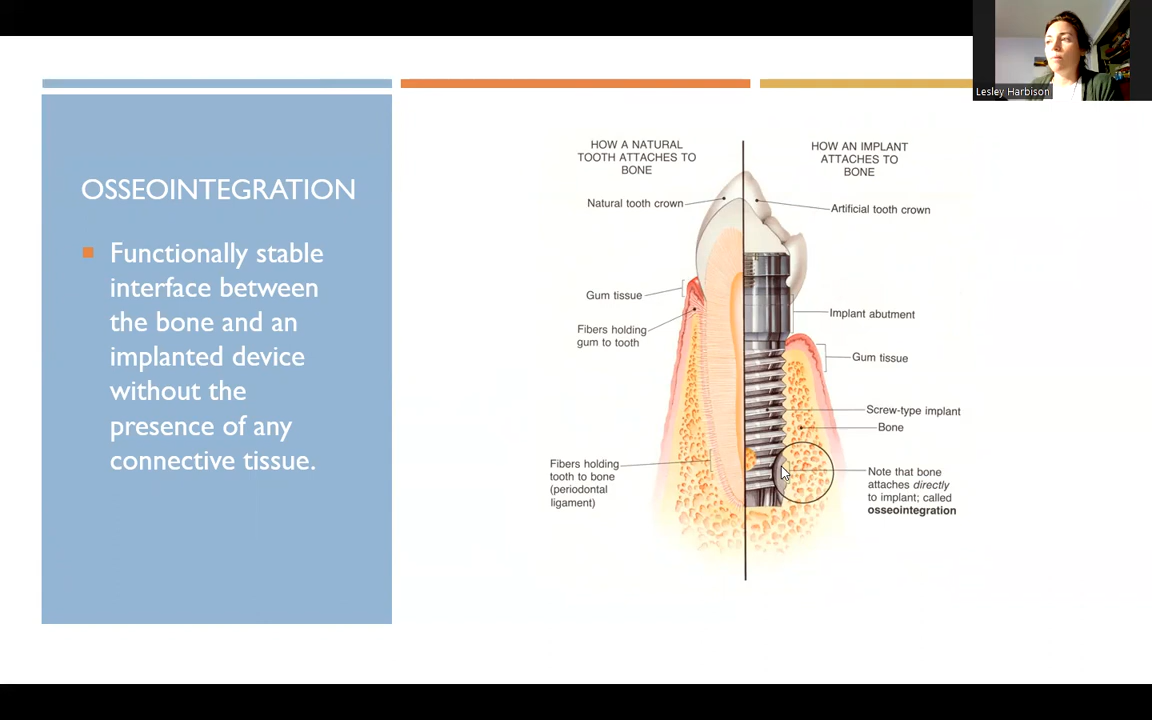 Lesley Harbison
OSSEOINTEGRATION
Functionally stable
interface between
the bone and an
implanted device
without the
presence of any
connective tissue.
HOW A NATURAL
TOOTH ATTACHES TO
BONE
Natural tooth crown
Gum tissue
Fibers holding
gum to tooth
Fibers holding
tooth to bone
(periodontal
ligament)
HOW AN IMPLANT
ATTACHES TO
BONE
Artificial tooth crown
Implant abutment
Gum tissue
Screw-type implant
Bone
Note that bone
attaches directly
to implant; called
osseointegration